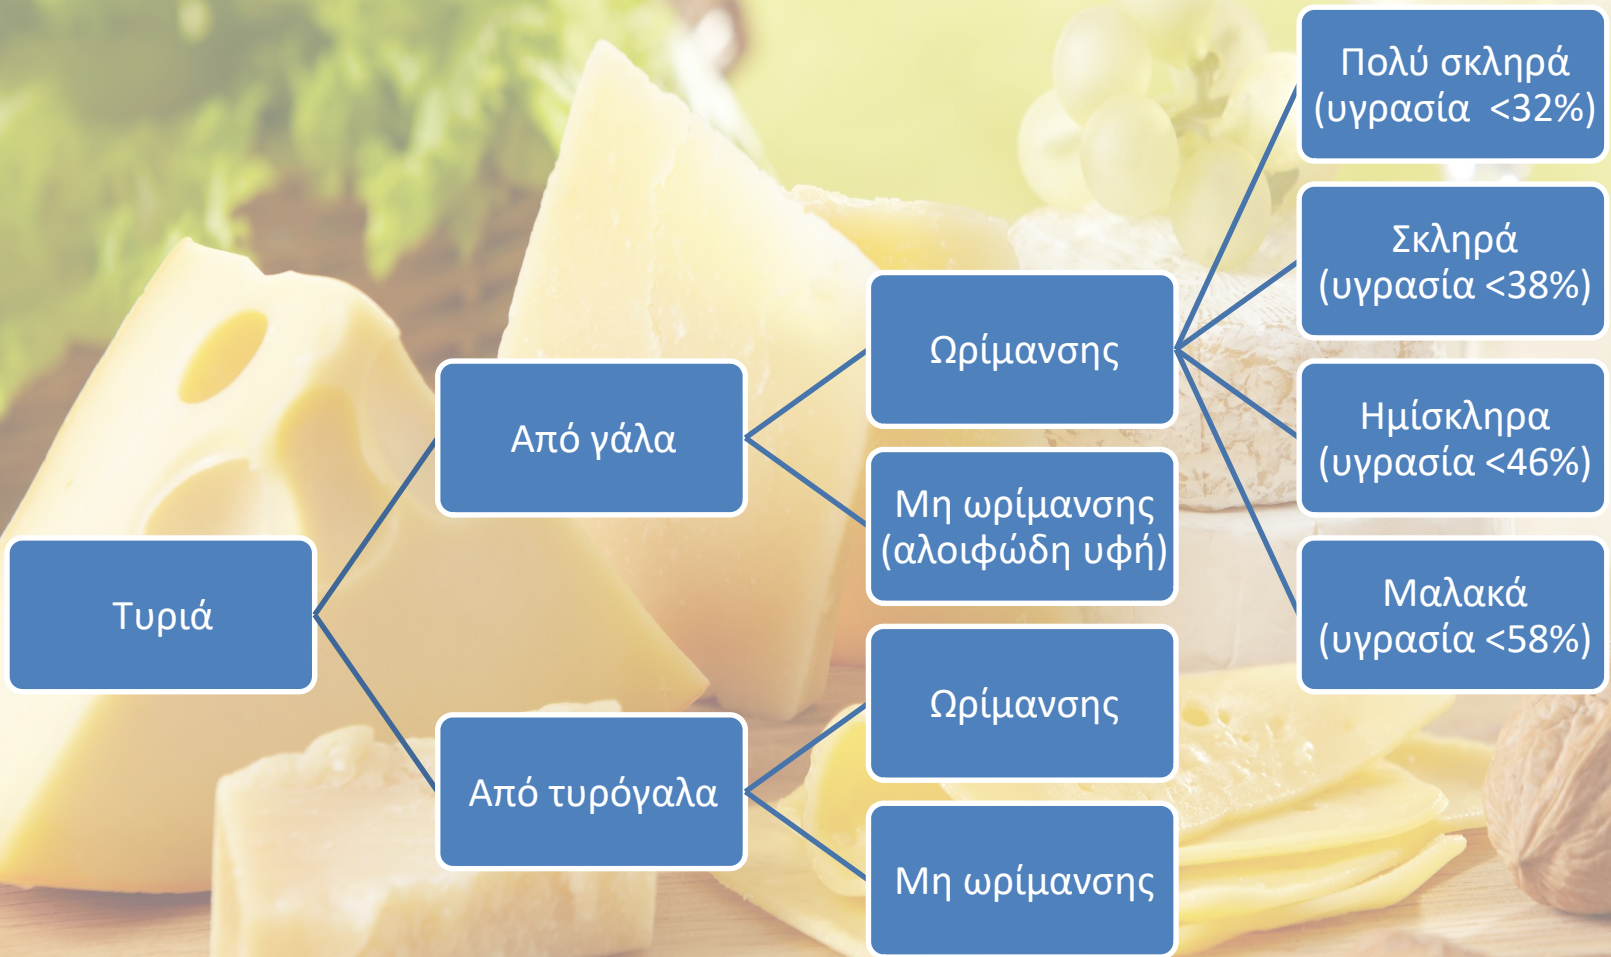 Τυριά
Από γάλα
Ωρίμανσης
Πολύ σκληρά
(υγρασία <32%)
Σκληρά
(υγρασία <38%)
Ημίσκληρα
(υγρασία <46%)
Μαλακά
(υγρασία <58%)
Μη ωρίμανσης
(αλοιφώδη υφή)
Από τυρόγαλα
Ωρίμανσης
Μη ωρίμανσης